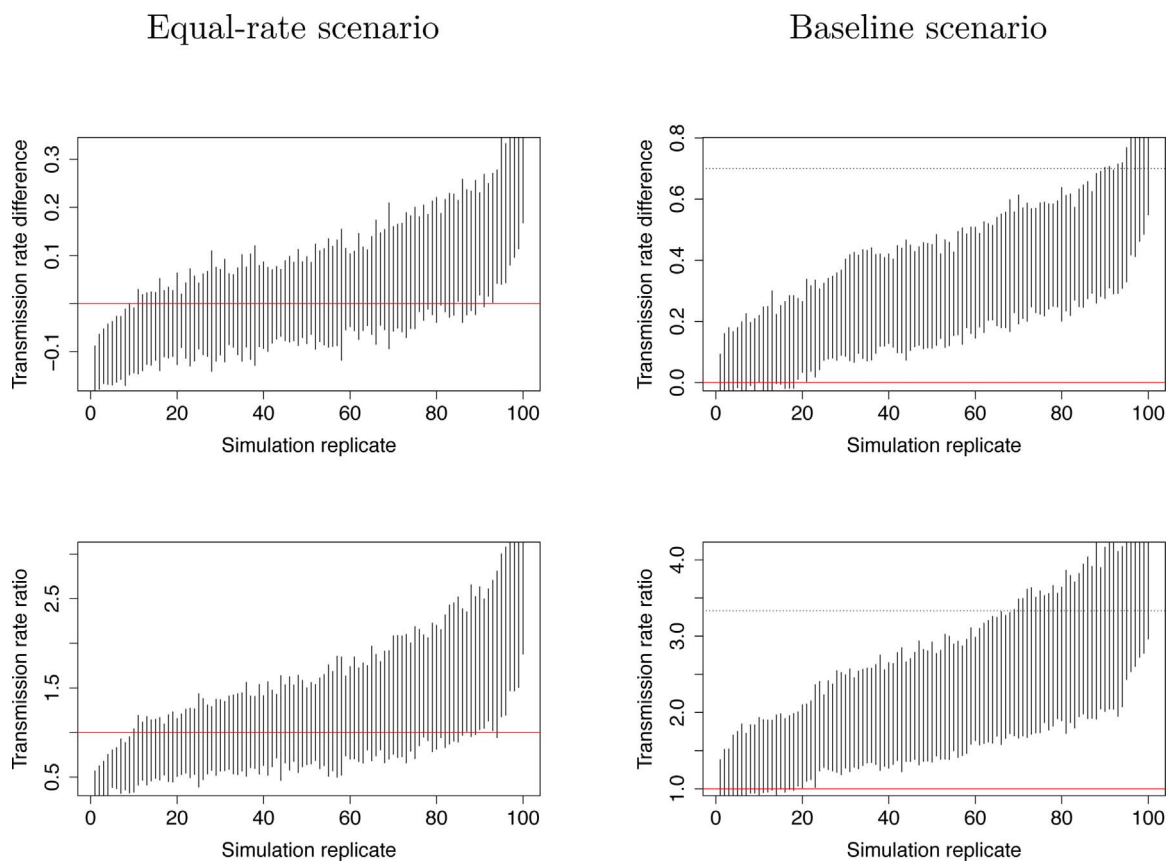 Equal-rate scenario
Baseline scenario
Transmission rate difference
0.3
0.2
0.1
−0.1
0 20 40 60 80 100
Simulation replicate
Transmission rate difference
0.8
0.6
0.4
0.2
0.0
0 20 40 60 80 100
Simulation replicate
Transmission rate ratio
2.5
1.5
0.5
0 20 40 60 80 100
Simulation replicate
Transmission rate ratio
4.0
3.0
2.0
1.0
0 20 40 60 80 100
Simulation replicate